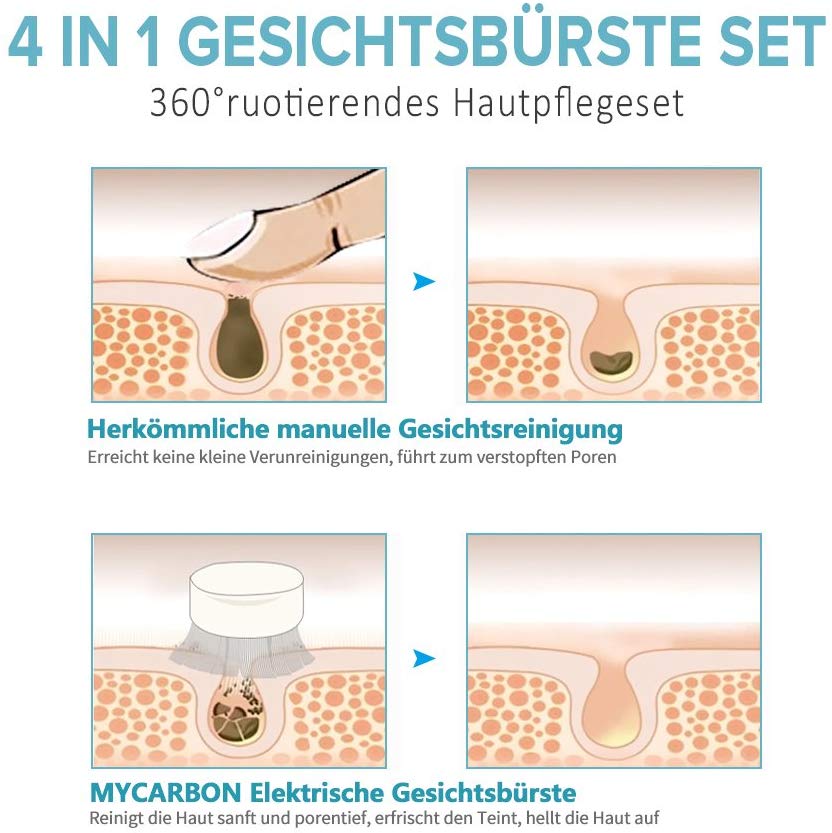 4 IN 1 GESICHTSBÜRSTE SET
360°ruotierendes Hautpflegeset
Herkömmliche manuelle Gesichtsreinigung
Erreicht keine kleine Verunreinigungen, führt zum verstopften Poren
MYCARBON Elektrische Gesichtsbürste
Reinigt die Haut sanft und porentief, erfrischt den Teint, hellt die Haut auf